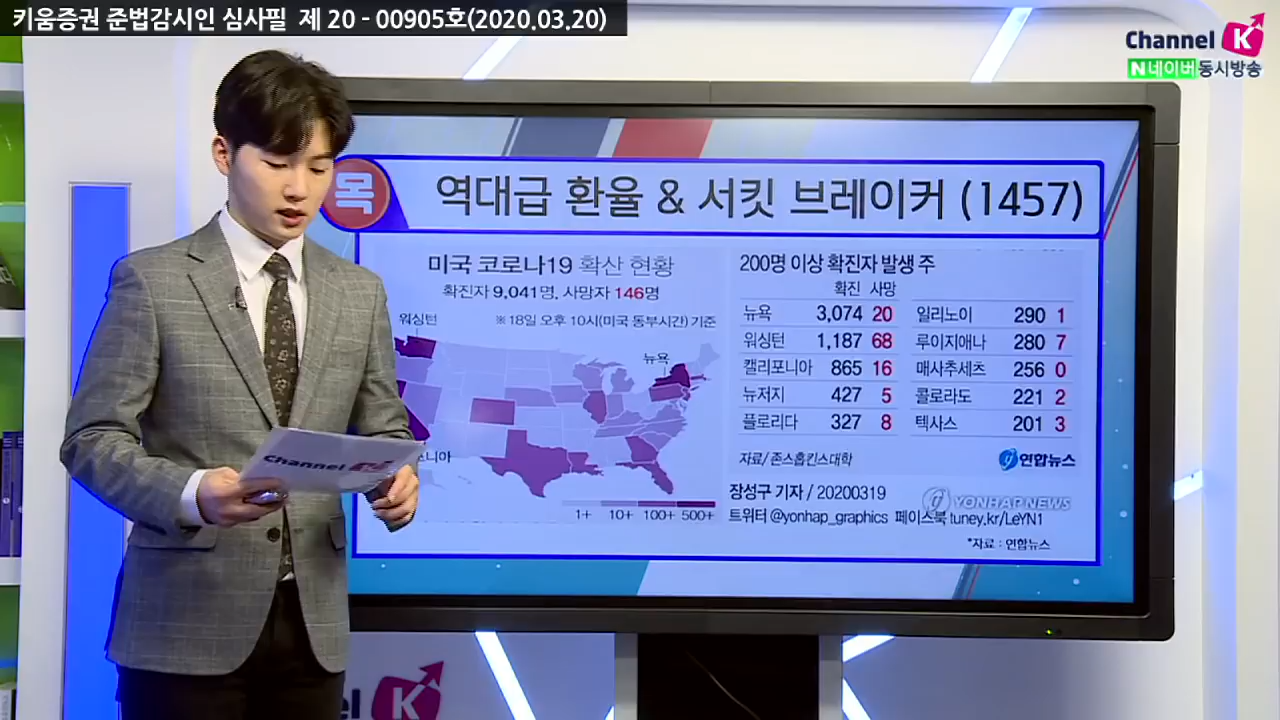 키움증권 준법감시인 심사필 제 20 - 00905호(2020.03.20)
Channel K
N 네이버 동시방송
목
역대급 환율 & 서킷 브레이커 (1457)
미국 코로나19 확산 현황
확진자 9,041명, 사망자 146명
※ 18일 오후 10시(미국 동부시간) 기준
워싱턴
뉴욕
니아
1+ 10+ 100+ 500+
200명 이상 확진자 발생 주
확진 사망
뉴욕 3,074 20
워싱턴 1,187 68
캘리포니아 865 16
뉴저지 427 5
플로리다 327 8
일리노이 290 1
루이지애나 280 7
매사추세츠 256 0
콜로라도 221 2
텍사스 201 3
자료/ 존스홉킨스대학
연합뉴스
장성구 기자 / 20200319
YONHAP NEWS
트위터 @yonhap_graphics 페이스북 tuney.kr/LeYN1
*자료 : 연합뉴스
Channel K
Channel K